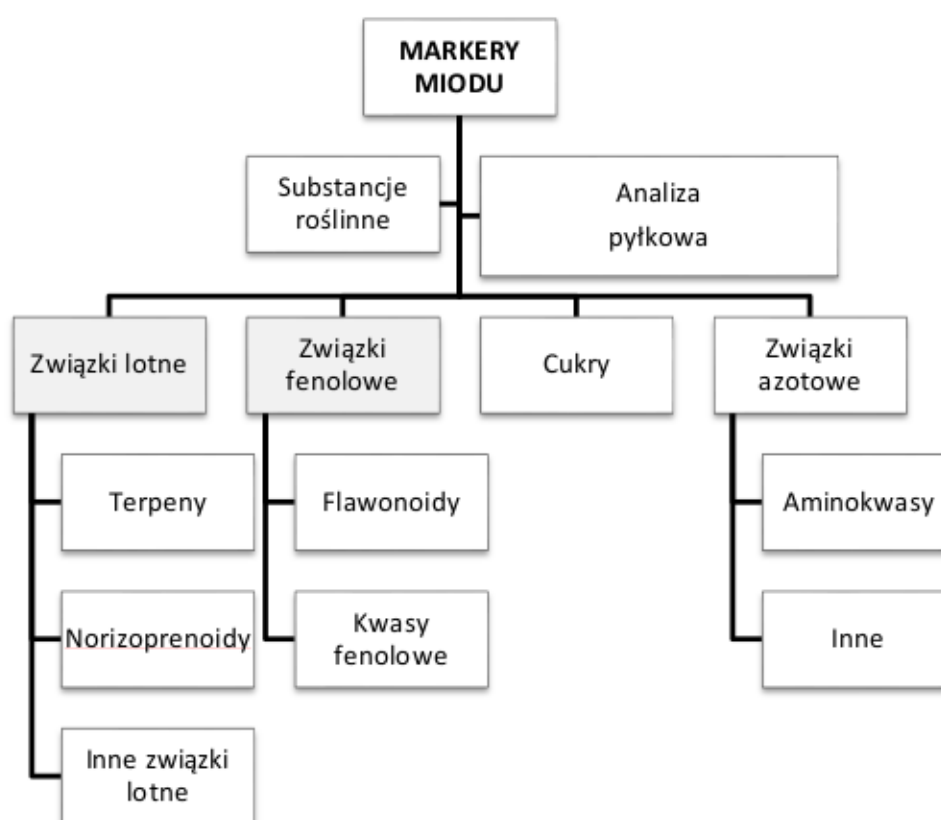 MARKERY
MIODU
Substancje
roślinne
Analiza
pyłkowa
Związki lotne
Związki
fenolowe
Cukry
Związki
azotowe
Terpeny
Flawonoidy
Aminokwasy
Norizoprenoidy
Kwasy
fenolowe
Inne
Inne związki
lotne